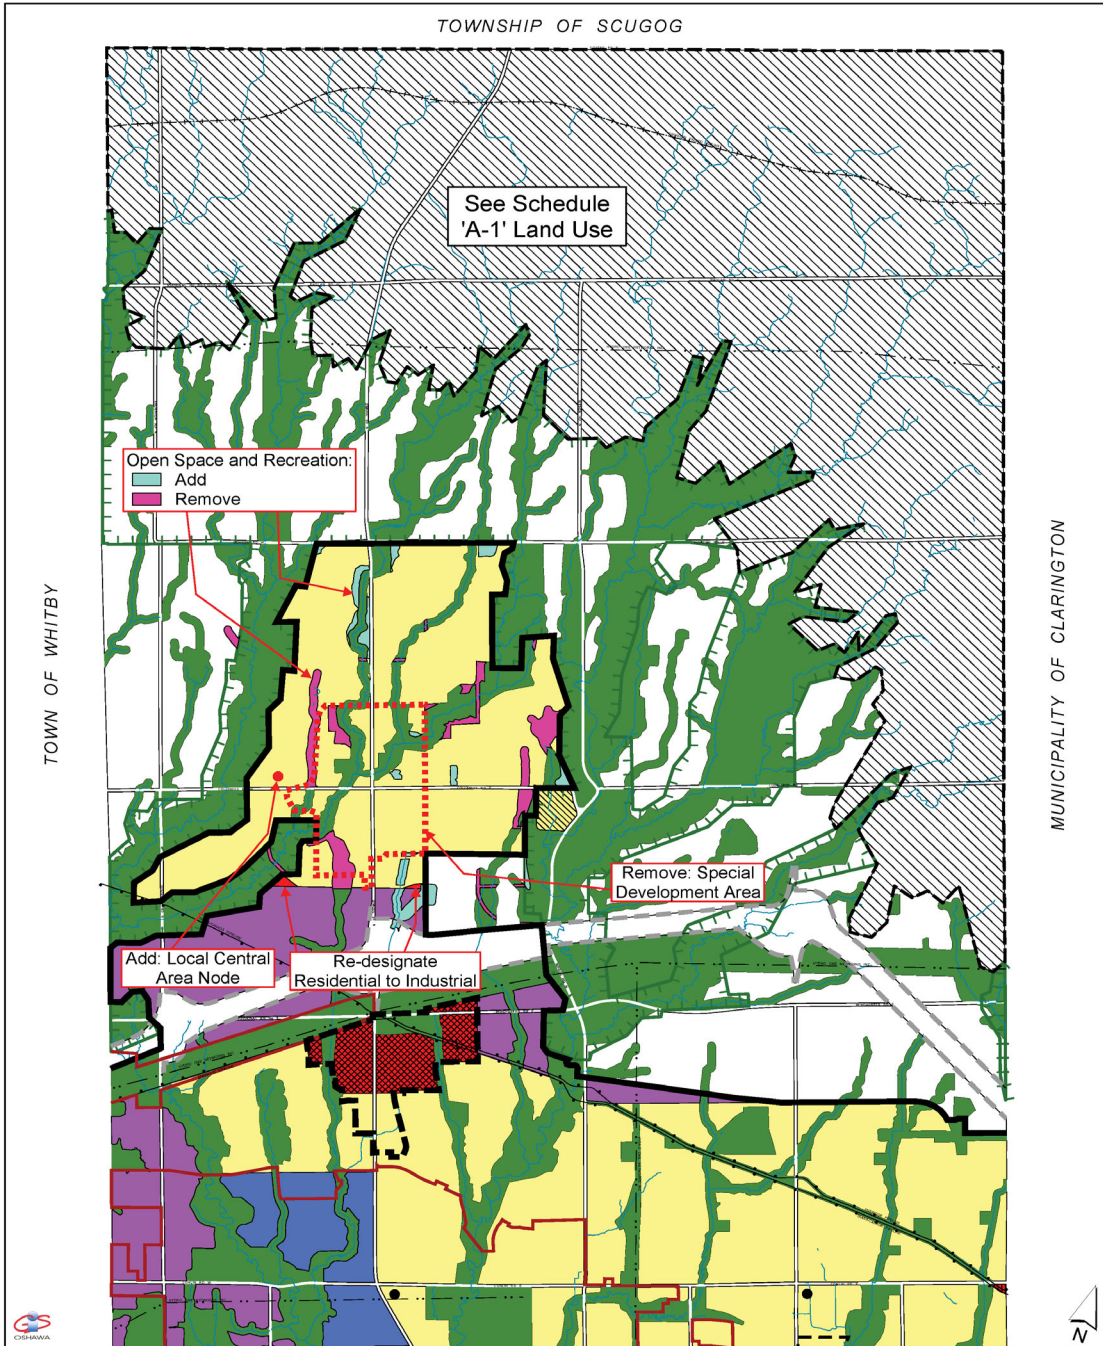 TOWNSHIP OF SCUGOG
See Schedule
'A-1' Land Use
Open Space and Recreation:
Add
Remove
TOWN OF WHITBY
MUNICIPALITY OF CLARINGTON
Remove: Special
Development Area
Add: Local Central
Area Node
Re-designate
Residential to Industrial
GIS
OSHAWA
N